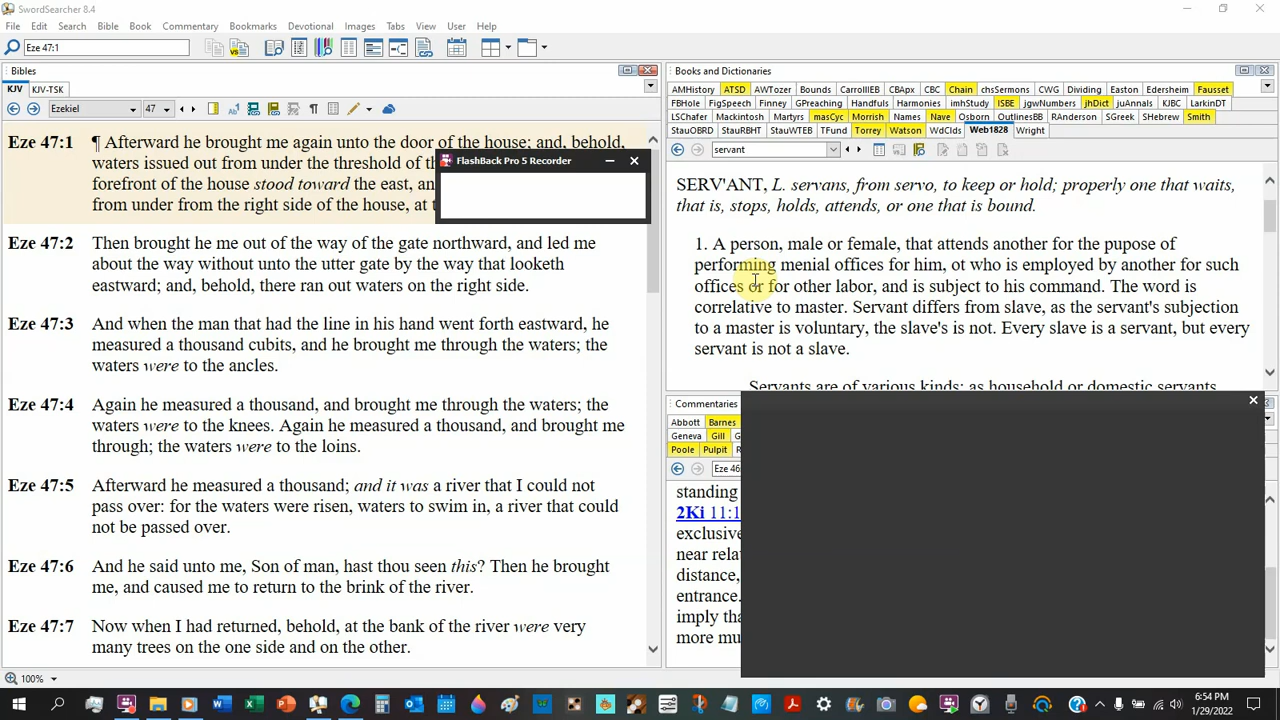 SwordSearcher 8.4
File Edit Search Bible Book Commentary Bookmarks Devotional Images Tabs View User Help
Eze 47:1
Bibles
KJV KJV-TSK
Ezekiel 47
Eze 47:1 ¶ Afterward he brought me again unto the door of the house; and, behold,
waters issued out from under the threshold of
forefront of the house stood toward the east, an
from under from the right side of the house, at
FlashBack Pro 5 Recorder
Eze 47:2 Then brought he me out of the way of the gate northward, and led me
about the way without unto the utter gate by the way that looketh
eastward; and, behold, there ran out waters on the right side.
Eze 47:3 And when the man that had the line in his hand went forth eastward, he
measured a thousand cubits, and he brought me through the waters; the
waters were to the ancles.
Eze 47:4 Again he measured a thousand, and brought me through the waters; the
waters were to the knees. Again he measured a thousand, and brought me
through; the waters were to the loins.
Eze 47:5 Afterward he measured a thousand; and it was a river that I could not
pass over: for the waters were risen, waters to swim in, a river that could
not be passed over.
Eze 47:6 And he said unto me, Son of man, hast thou seen this? Then he brought
me, and caused me to return to the brink of the river.
Eze 47:7 Now when I had returned, behold, at the bank of the river were very
many trees on the one side and on the other.
100%
Books and Dictionaries
AMHistory ATSD AWTozer Bounds CarrollEB CBApx CBC Chain chsSermons CWG Dividing Easton Edersheim Fausset
FBHole FigSpeech Finney GPreaching Handfuls Harmonies imhStudy ISBE jgwNumbers jhDict juAnnals KJBC LarkinDT
LSChafer Mackintosh Martyrs masCyc Morrish Names Nave Osborn OutlinesBB RAnderson SGreek SHebrew Smith
StauOBRD StauRBHT StauWTEB TFund Torrey Watson WdClds Web1828 Wright
servant
SERV'ANT, L. servans, from servo, to keep or hold; properly one that waits,
that is, stops, holds, attends, or one that is bound.
1. A person, male or female, that attends another for the pupose of
performing menial offices for him, ot who is employed by another for such
offices or for other labor, and is subject to his command. The word is
correlative to master. Servant differs from slave, as the servant's subjection
to a master is voluntary, the slave's is not. Every slave is a servant, but every
servant is not a slave.
Servants are of various kinds; as household or domestic servants
Commentaries
Abbott Barnes
Geneva Gill
Poole Pulpit
Eze 46
standing
2Ki 11:1
exclusive
near rela
distance,
entrance.
imply tha
more mu
6:54 PM
1/29/2022